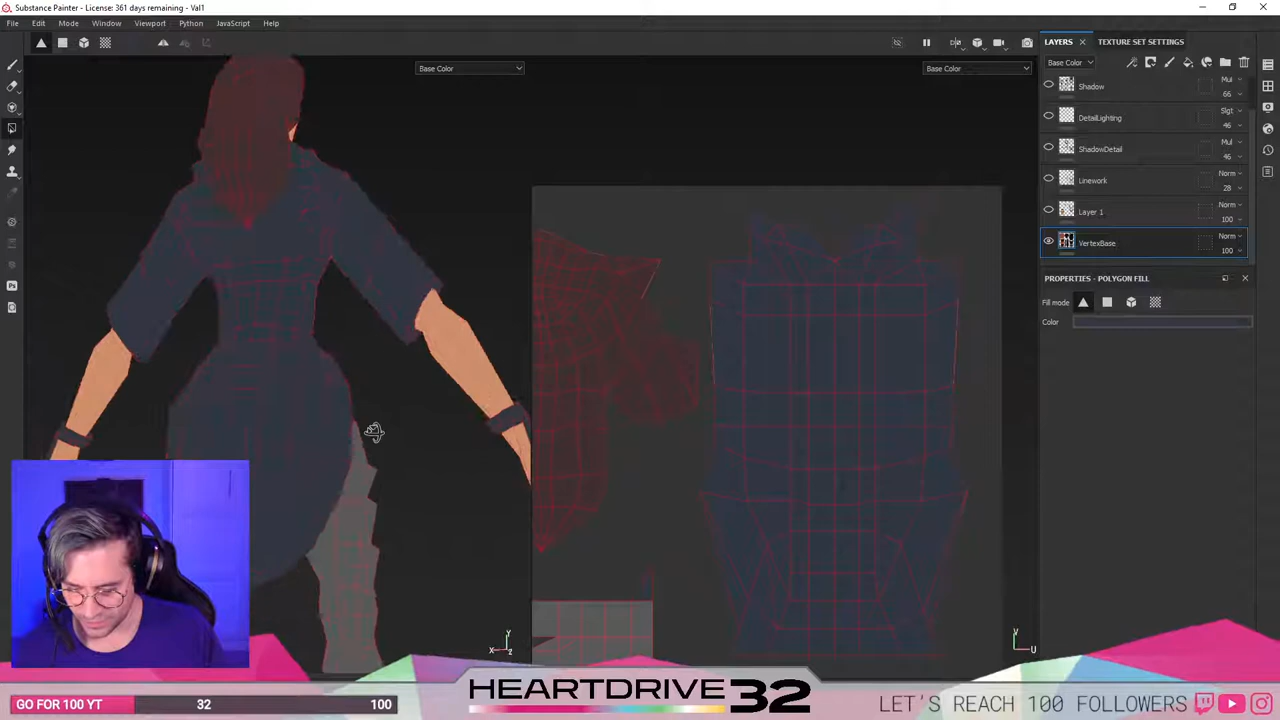 Substance Painter - License: 361 days remaining - Val1
File Edit Mode Window Viewport Python JavaScript Help
Base Color
Base Color
LAYERS TEXTURE SET SETTINGS
Base Color
Shadow Mul 66
DetailLighting Slgt 46
ShadowDetail Mul 46
Linework Norm 28
Layer 1 Norm 100
VertexBase Norm 100
PROPERTIES - POLYGON FILL
Fill mode
Color
Ps
Y
X Z
V
U
GO FOR 100 YT 32 100
HEARTDRIVE 32
LET'S REACH 100 FOLLOWERS